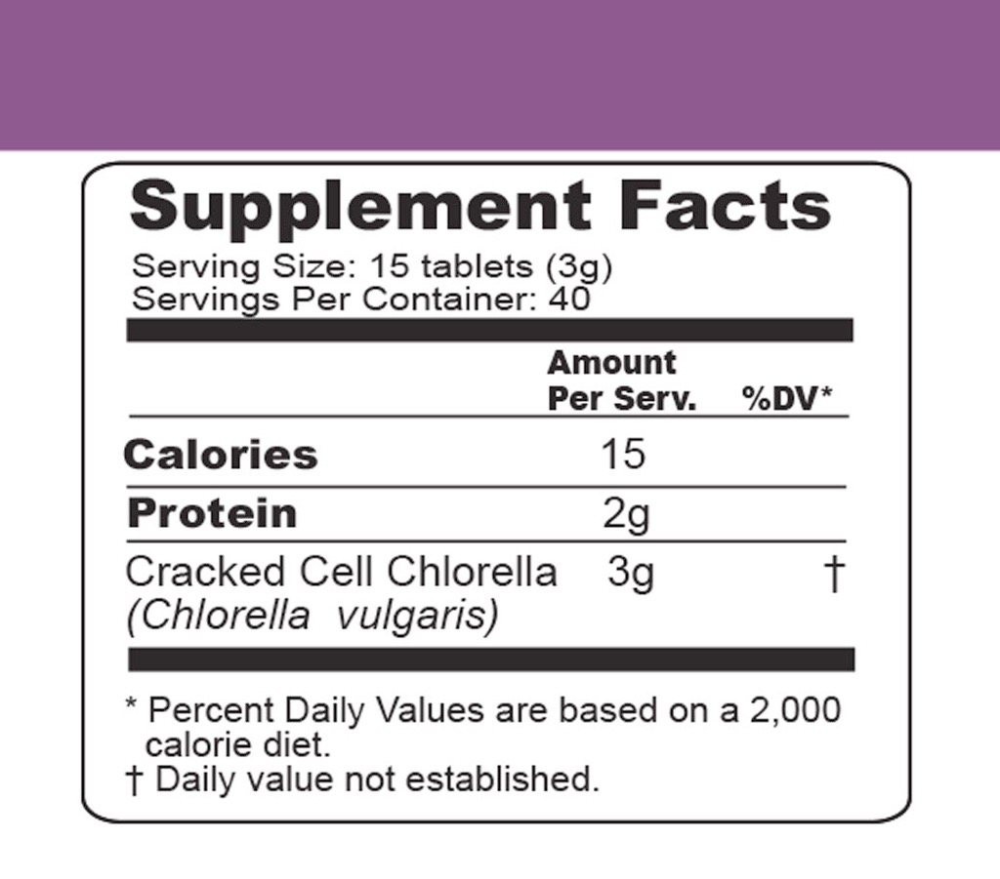 Supplement Facts
Serving Size: 15 tablets (3g)
Servings Per Container: 40
Amount
Per Serv. %DV*
Calories 15
Protein 2g
Cracked Cell Chlorella 3g †
(Chlorella vulgaris)
* Percent Daily Values are based on a 2,000
calorie diet.
† Daily value not established.